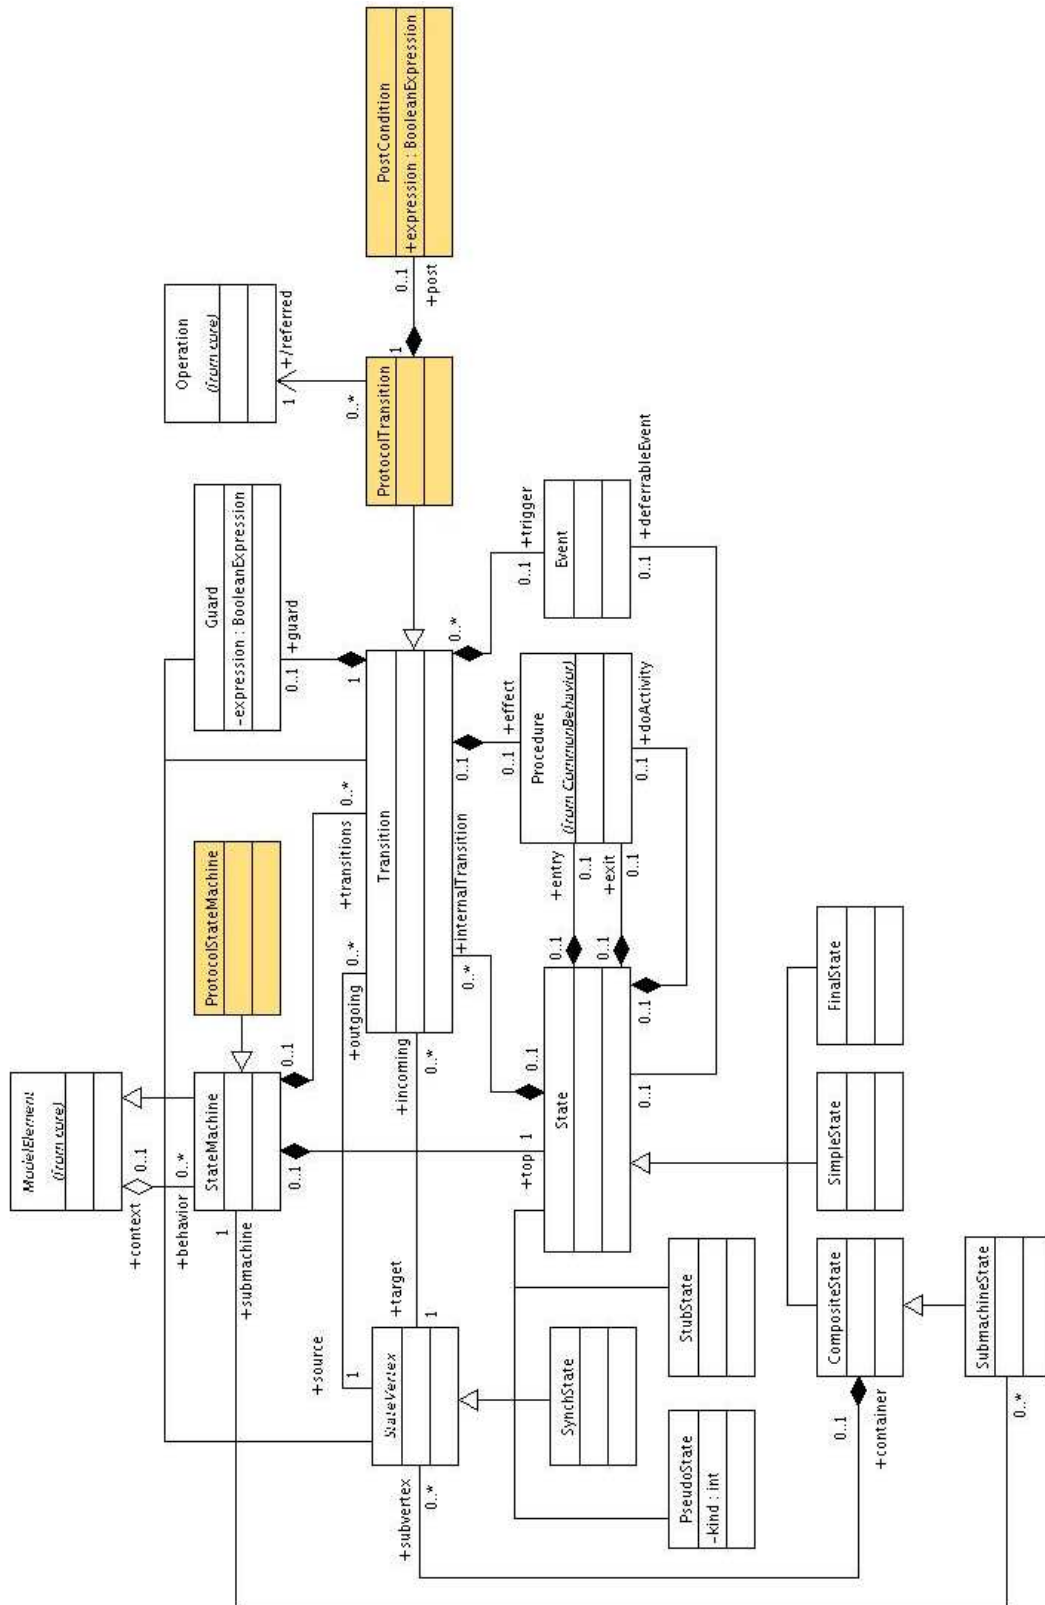 ModelElement
(from core)
+context
0..1
+behavior
0..*
StateMachine
1
+submachine
0..1
0..1
ProtocolStateMachine
Guard
-expression : BooleanExpression
0..1
+guard
Operation
(from core)
1
+/referred
0..*
ProtocolTransition
1
0..1
+post
PostCondition
+expression : BooleanExpression
+source
1
+target
1
StateVertex
+subvertex
0..*
+outgoing
0..*
+incoming
0..*
+transitions
0..*
1
Transition
0..*
0..1
+internalTransition
0..*
+effect
0..1
+trigger
0..1
Procedure
(from CommonBehavior)
+entry
0..1
+exit
0..1
0..1
+doActivity
Event
0..1
+deferrableEvent
+top
1
State
0..1
0..1
0..1
0..1
0..1
SynchState
PseudoState
-kind : int
StubState
0..1
+container
CompositeState
SimpleState
FinalState
SubmachineState
0..*